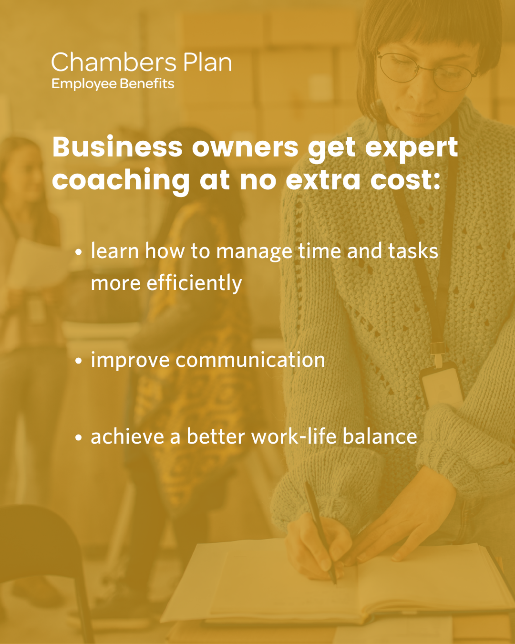 Chambers Plan
Employee Benefits
Business owners get expert
coaching at no extra cost:
• learn how to manage time and tasks
more efficiently
• improve communication
• achieve a better work-life balance